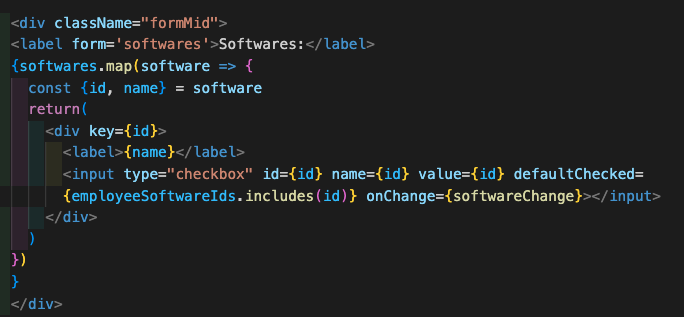 <div className="formMid">
<label form='softwares'>Softwares:</label>
{softwares.map(software => {
const {id, name} = software
return(
<div key={id}>
<label>{name}</label>
<input type="checkbox" id={id} name={id} value={id} defaultChecked=
{employeeSoftwareIds.includes(id)} onChange={softwareChange}></input>
</div>
)
})
}
</div>